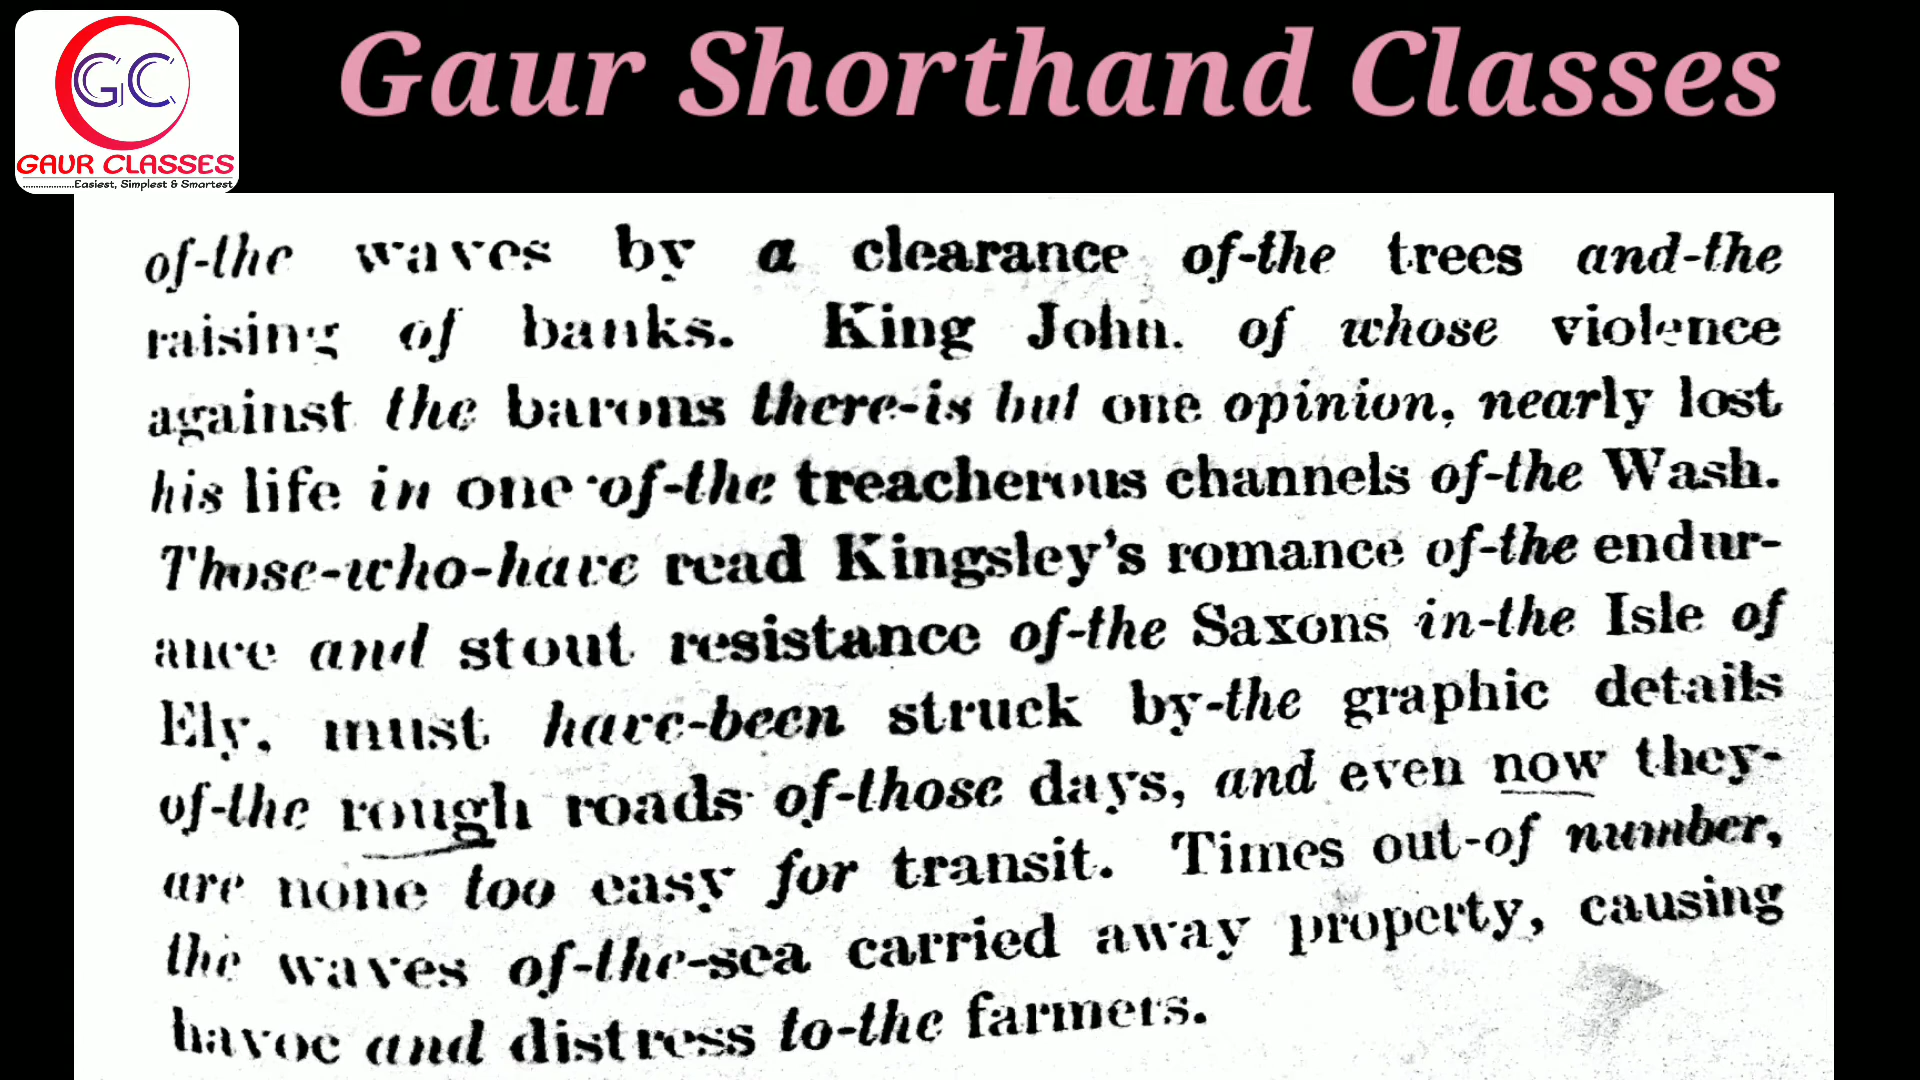 Gaur Shorthand Classes
GC
GAUR CLASSES
....................Easiest, Simplest & Smartest
of-the waves by a clearance of-the trees and-the
raising of banks. King John, of whose violence
against the barons there-is but one opinion, nearly lost
his life in one of-the treacherous channels of-the Wash.
Those-who-have read Kingsley's romance of-the endur-
ance and stout resistance of-the Saxons in-the Isle of
Ely, must have-been struck by-the graphic details
of-the rough roads of-those days, and even now they-
are none too easy for transit. Times out-of number,
the waves of-the-sea carried away property, causing
havoc and distress to-the farmers.